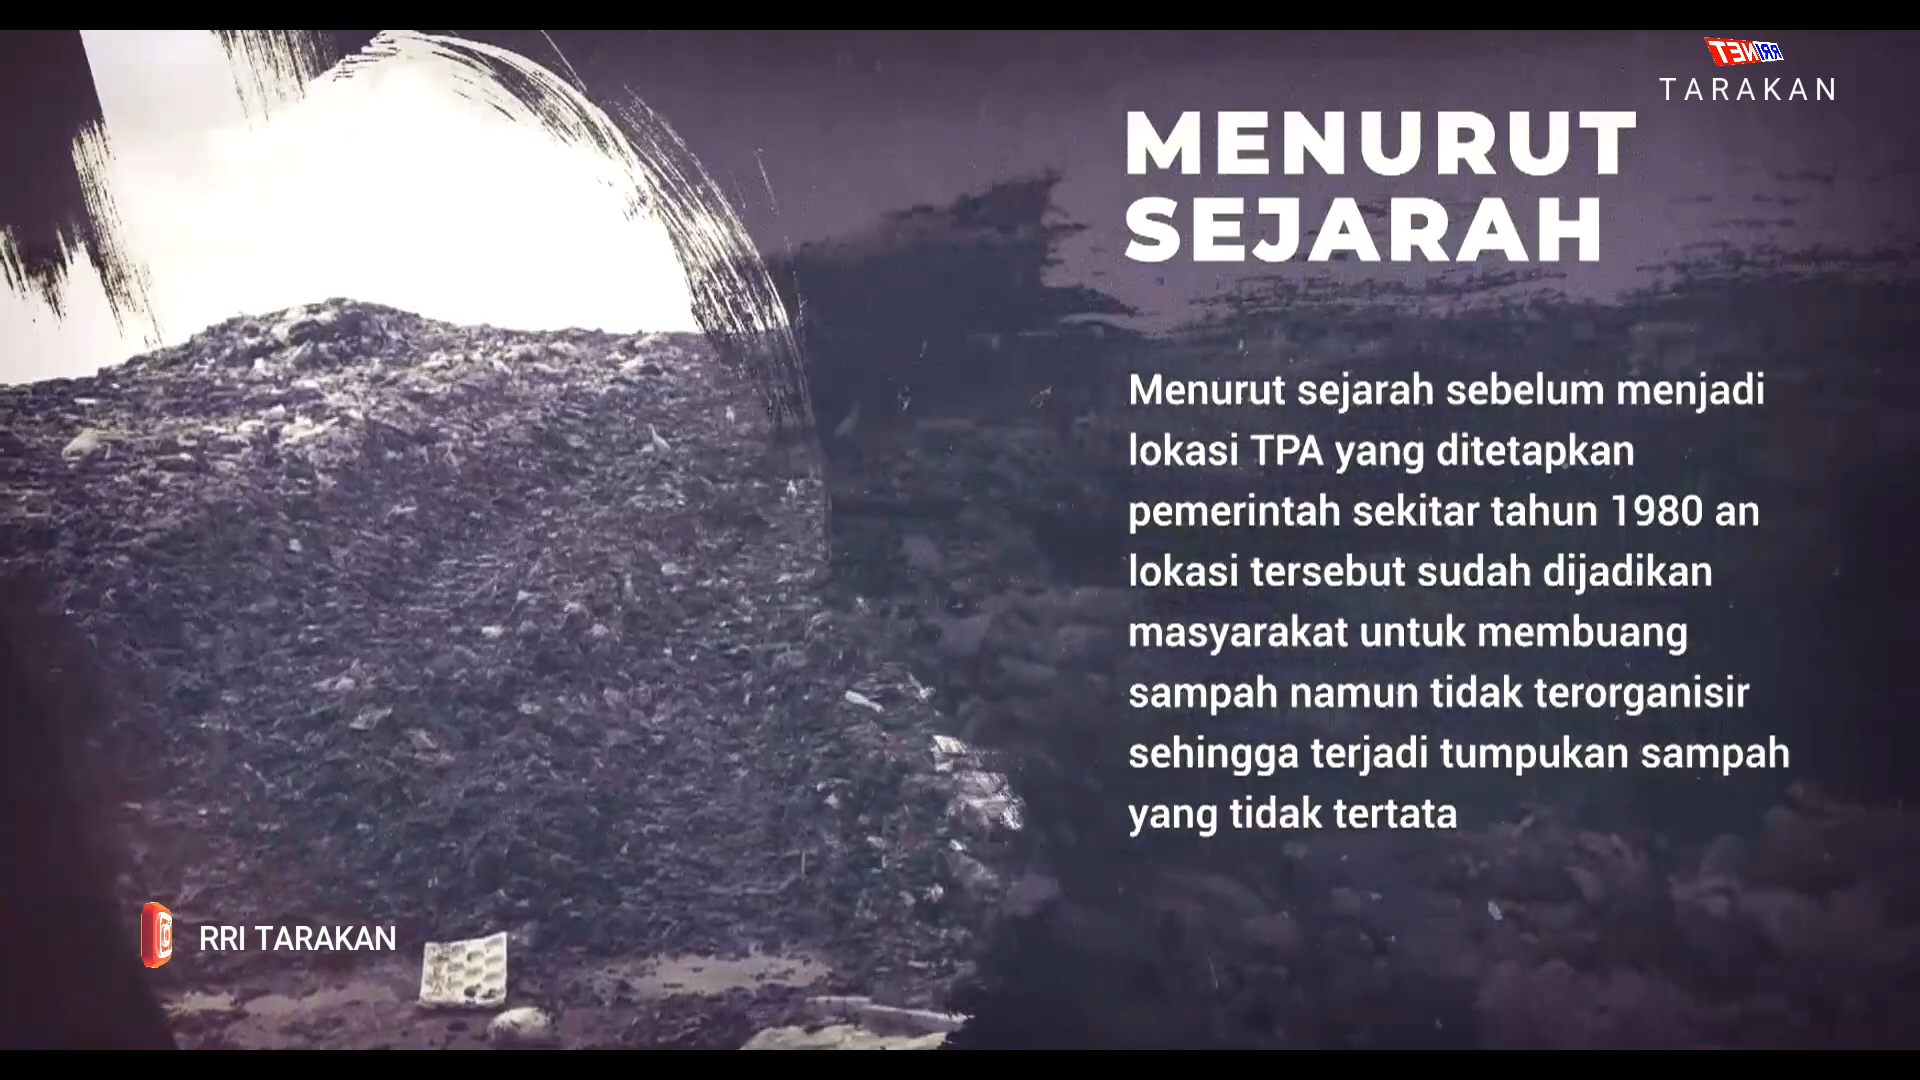 RRINET
TARAKAN
MENURUT
SEJARAH
Menurut sejarah sebelum menjadi
lokasi TPA yang ditetapkan
pemerintah sekitar tahun 1980 an
lokasi tersebut sudah dijadikan
masyarakat untuk membuang
sampah namun tidak terorganisir
sehingga terjadi tumpukan sampah
yang tidak tertata
RRI TARAKAN